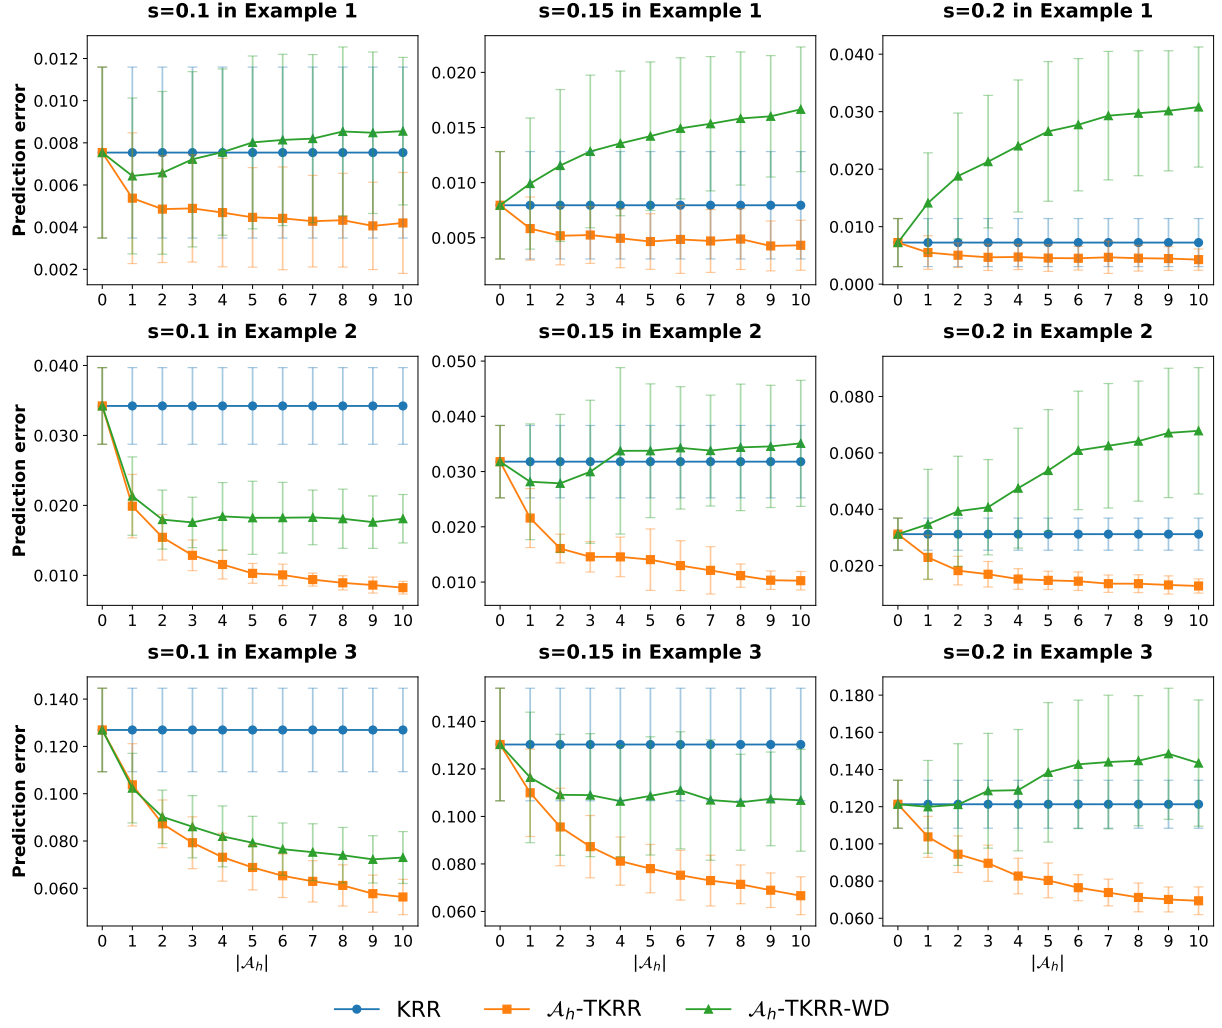 s=0.1 in Example 1
s=0.15 in Example 1
s=0.2 in Example 1
Prediction error
0.012
0.010
0.008
0.006
0.004
0.002
0 1 2 3 4 5 6 7 8 9 10
0.020
0.015
0.010
0.005
0 1 2 3 4 5 6 7 8 9 10
0.040
0.030
0.020
0.010
0.000
0 1 2 3 4 5 6 7 8 9 10
s=0.1 in Example 2
s=0.15 in Example 2
s=0.2 in Example 2
Prediction error
0.040
0.030
0.020
0.010
0 1 2 3 4 5 6 7 8 9 10
0.050
0.040
0.030
0.020
0.010
0 1 2 3 4 5 6 7 8 9 10
0.080
0.060
0.040
0.020
0 1 2 3 4 5 6 7 8 9 10
s=0.1 in Example 3
s=0.15 in Example 3
s=0.2 in Example 3
Prediction error
0.140
0.120
0.100
0.080
0.060
0 1 2 3 4 5 6 7 8 9 10
|𝒜ₕ|
0.140
0.120
0.100
0.080
0.060
0 1 2 3 4 5 6 7 8 9 10
|𝒜ₕ|
0.180
0.160
0.140
0.120
0.100
0.080
0.060
0 1 2 3 4 5 6 7 8 9 10
|𝒜ₕ|
KRR 𝒜ₕ-TKRR 𝒜ₕ-TKRR-WD